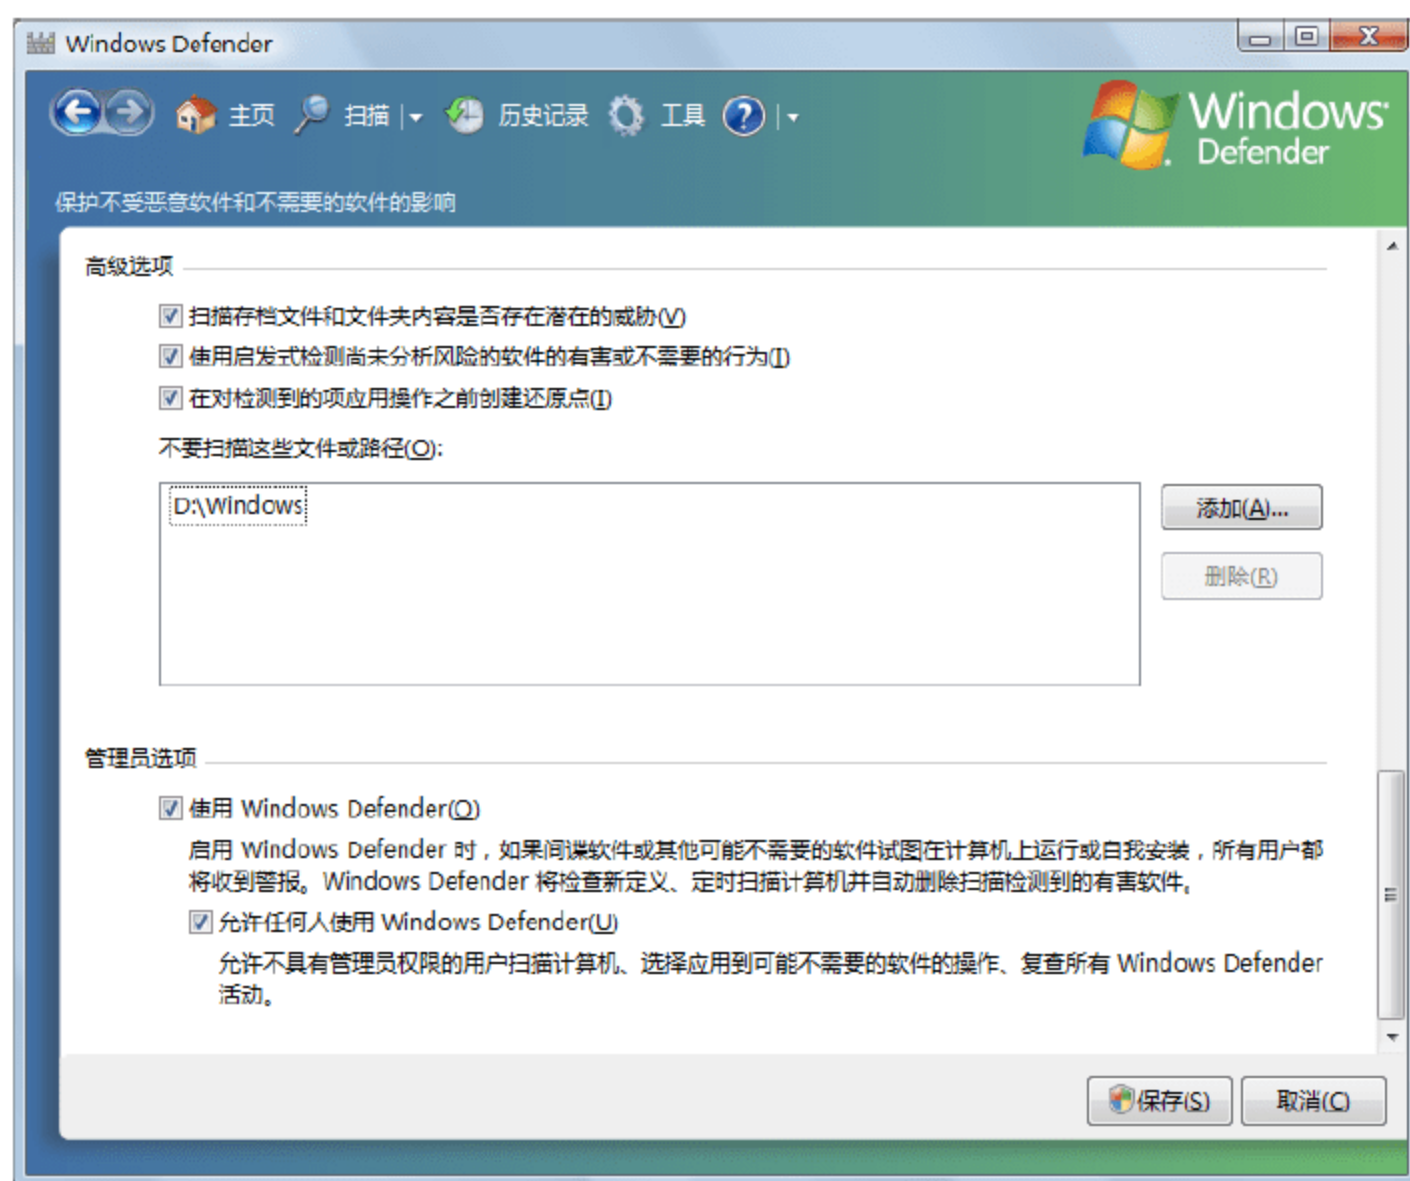 Windows Defender
主页 扫描 历史记录 工具
Windows
Defender
保护不受恶意软件和不需要的软件的影响
高级选项
扫描存档文件和文件夹内容是否存在潜在的威胁(V)
使用启发式检测尚未分析风险的软件的有害或不需要的行为(I)
在对检测到的项应用操作之前创建还原点(I)
不要扫描这些文件或路径(O):
D:\Windows
添加(A)...
删除(R)
管理员选项
使用 Windows Defender(O)
启用 Windows Defender 时，如果间谍软件或其他可能不需要的软件试图在计算机上运行或自我安装，所有用户都
将收到警报。Windows Defender 将检查新定义、定时扫描计算机并自动删除扫描检测到的有害软件。
允许任何人使用 Windows Defender(U)
允许不具有管理员权限的用户扫描计算机、选择应用到可能不需要的软件的操作、复查所有 Windows Defender
活动。
保存(S) 取消(C)